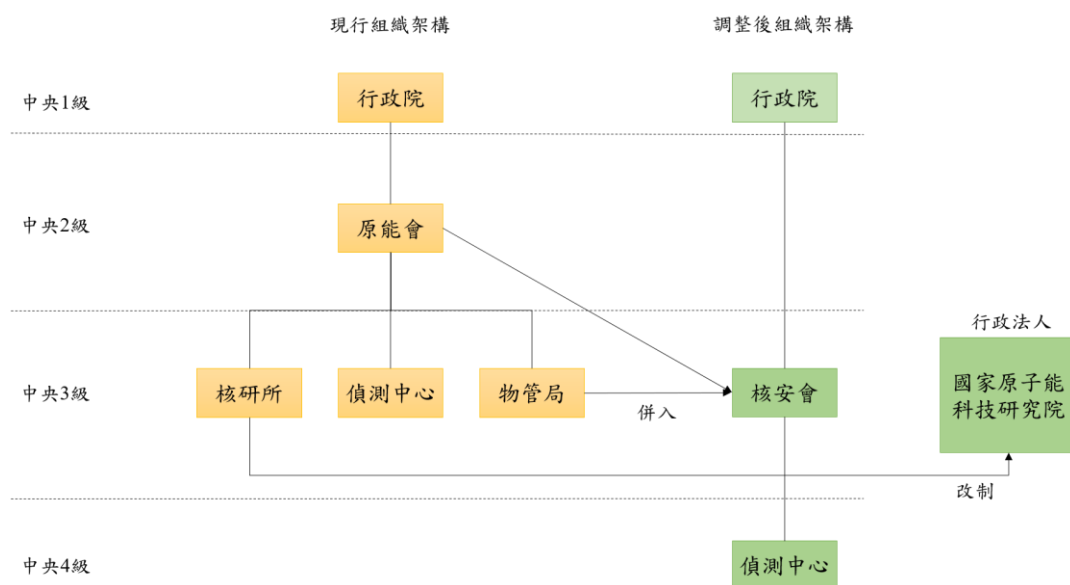 現行組織架構
調整後組織架構
中央1級
行政院
行政院
中央2級
原能會
行政法人
中央3級
核研所
偵測中心
物管局
併入
核安會
國家原子能
科技研究院
改制
中央4級
偵測中心